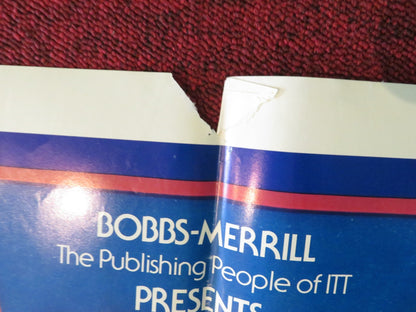 BOBBS-MERRILL
The Publishing People of ITT
PRESENTS